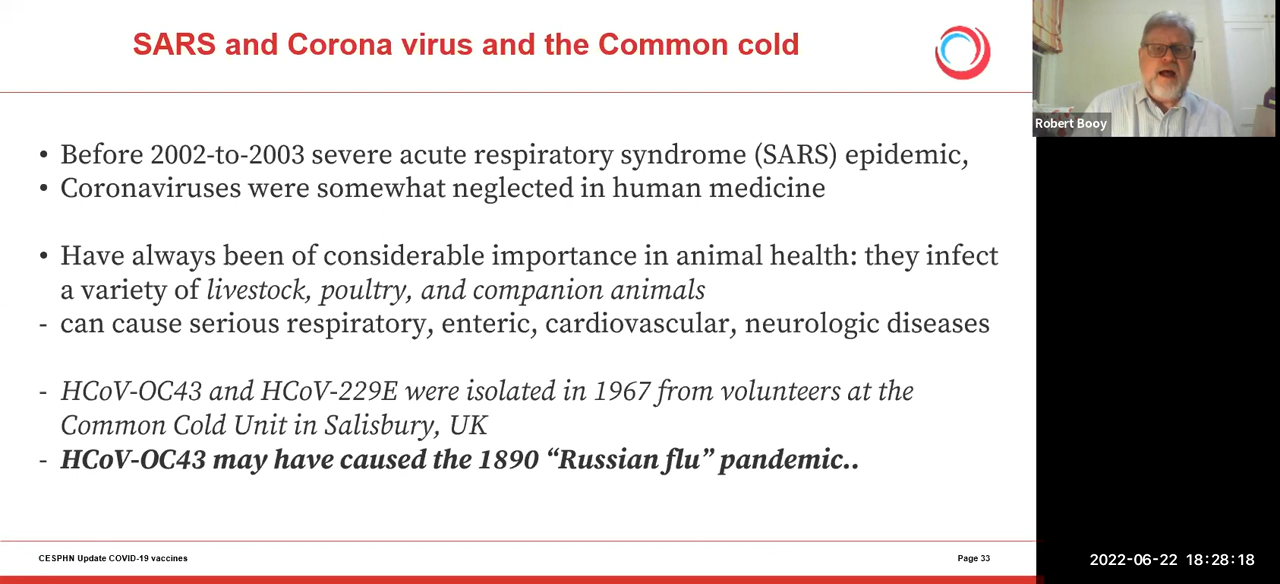 SARS and Corona virus and the Common cold
Robert Booy
• Before 2002-to-2003 severe acute respiratory syndrome (SARS) epidemic,
• Coronaviruses were somewhat neglected in human medicine
• Have always been of considerable importance in animal health: they infect
a variety of livestock, poultry, and companion animals
- can cause serious respiratory, enteric, cardiovascular, neurologic diseases
- HCoV-OC43 and HCoV-229E were isolated in 1967 from volunteers at the
Common Cold Unit in Salisbury, UK
- HCoV-OC43 may have caused the 1890 “Russian flu” pandemic..
CESPHN Update COVID-19 vaccines
Page 33
2022-06-22 18:28:18